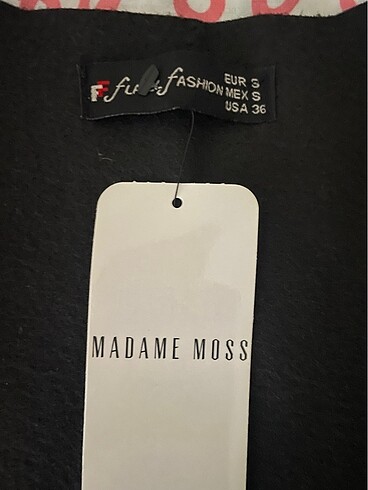 FASHION
EUR S
MEX S
USA 36
MADAME MOSS